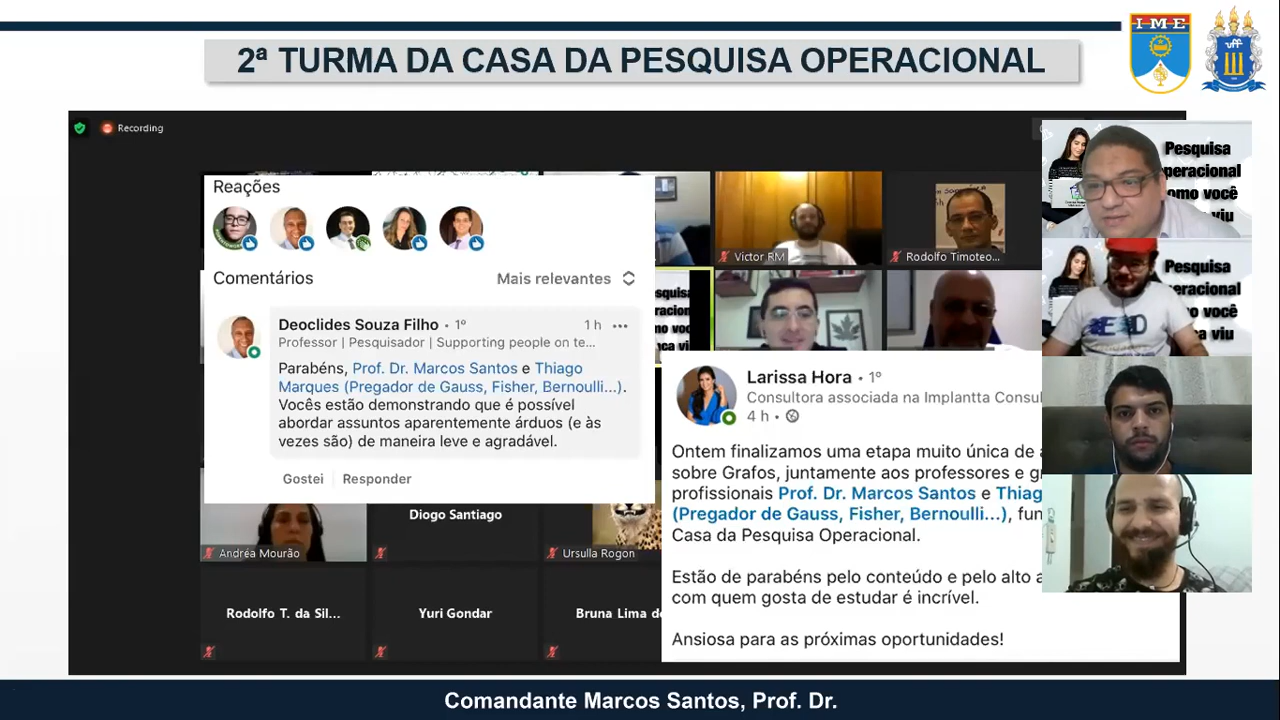 2ª TURMA DA CASA DA PESQUISA OPERACIONAL
IME
uff
Recording
Reações
Comentários
Mais relevantes
Deoclides Souza Filho • 1º
1 h •••
Professor | Pesquisador | Supporting people on te...
Parabéns, Prof. Dr. Marcos Santos e Thiago
Marques (Pregador de Gauss, Fisher, Bernoulli...).
Vocês estão demonstrando que é possível
abordar assuntos aparentemente árduos (e às
vezes são) de maneira leve e agradável.
Gostei
Responder
Victor RM
Rodolfo Timoteo...
Larissa Hora • 1º
Consultora associada na Implantta Consul
4 h •
Ontem finalizamos uma etapa muito única de
sobre Grafos, juntamente aos professores e
profissionais Prof. Dr. Marcos Santos e Thiag
(Pregador de Gauss, Fisher, Bernoulli...), fun
Casa da Pesquisa Operacional.
Estão de parabéns pelo conteúdo e pelo alto
com quem gosta de estudar é incrível.
Ansiosa para as próximas oportunidades!
Andréa Mourão
Diogo Santiago
Ursulla Rogon
Rodolfo T. da Sil...
Yuri Gondar
Bruna Lima
Pesquisa
peracional
omo você
viu
Pesquisa
peracional
omo você
a viu
Comandante Marcos Santos, Prof. Dr.